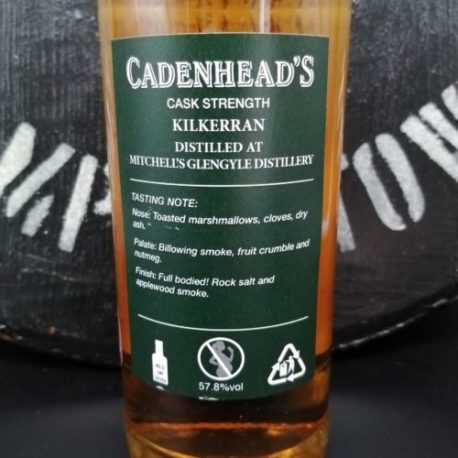 CADENHEAD'S
CASK STRENGTH
KILKERRAN
DISTILLED AT
MITCHELL'S GLENGYLE DISTILLERY
TASTING NOTE:
Nose: Toasted marshmallows, cloves, dry
ash.
Palate: Billowing smoke, fruit crumble and
nutmeg.
Finish: Full bodied! Rock salt and
applewood smoke.
57.8%vol